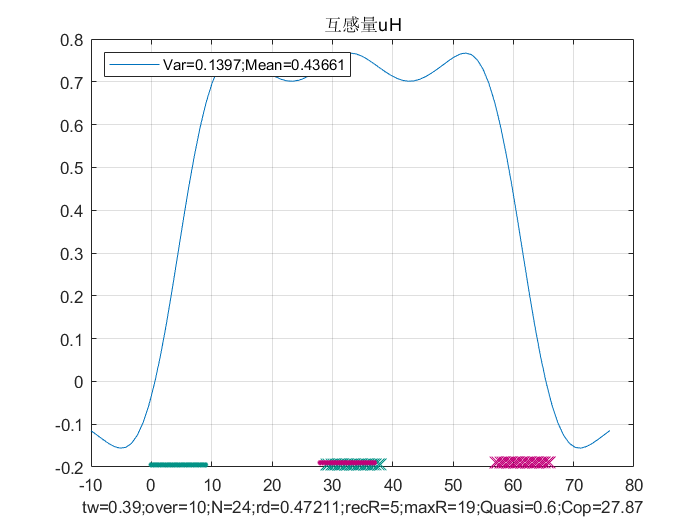 互感量uH
0.8
Var=0.1397;Mean=0.43661
0.7
0.6
0.5
0.4
0.3
0.2
0.1
0
-0.1
-0.2
-10 0 10 20 30 40 50 60 70 80
tw=0.39;over=10;N=24;rd=0.47211;recR=5;maxR=19;Quasi=0.6;Cop=27.87